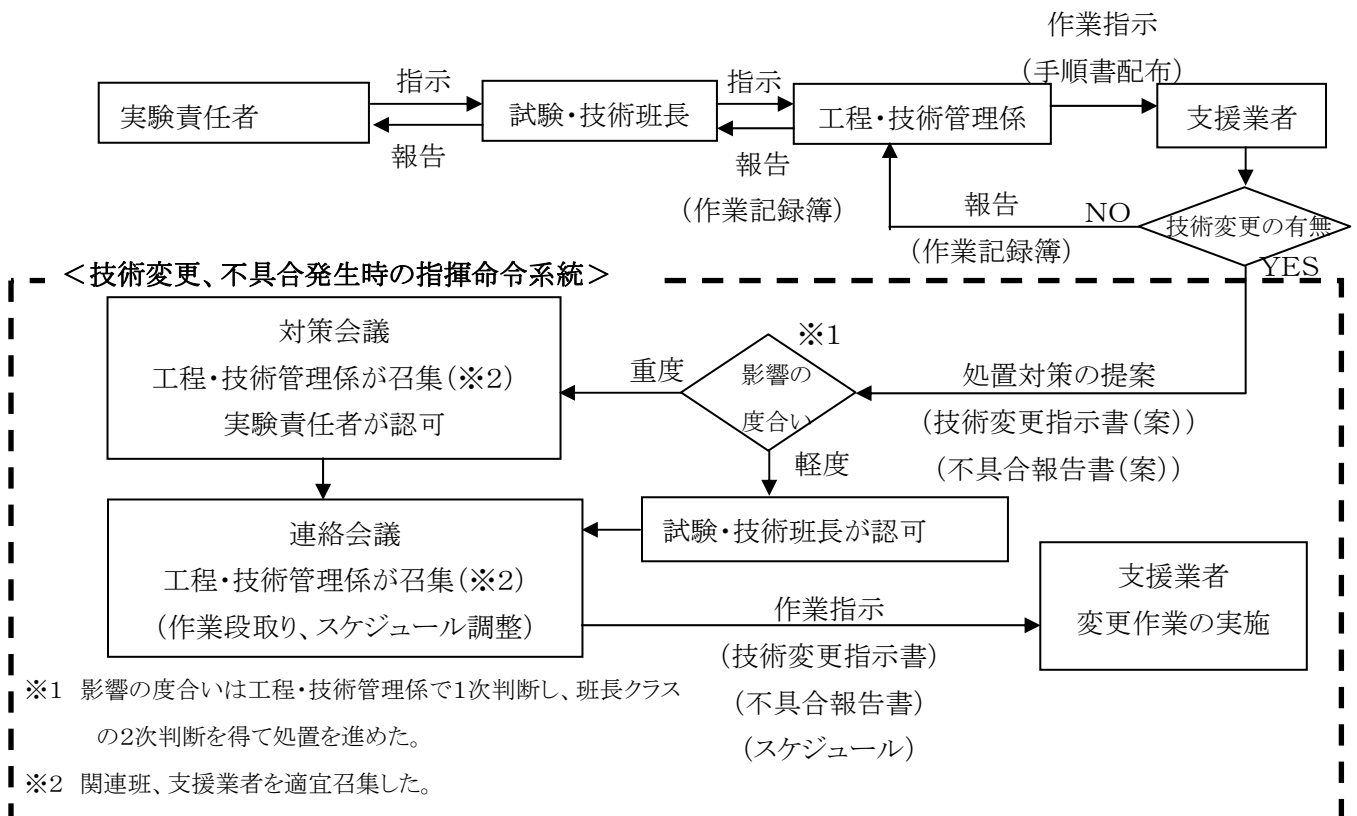 作業指示
(手順書配布)
指示
指示
実験責任者
試験・技術班長
工程・技術管理係
支援業者
報告
報告
(作業記録簿)
報告
(作業記録簿)
NO
技術変更の有無
YES
＜技術変更、不具合発生時の指揮命令系統＞
対策会議
工程・技術管理係が召集(※2)
実験責任者が認可
重度
※1
影響の
度合い
処置対策の提案
(技術変更指示書(案))
(不具合報告書(案))
軽度
試験・技術班長が認可
連絡会議
工程・技術管理係が召集(※2)
(作業段取り、スケジュール調整)
作業指示
(技術変更指示書)
(不具合報告書)
(スケジュール)
支援業者
変更作業の実施
※1 影響の度合いは工程・技術管理係で1次判断し、班長クラス
の2次判断を得て処置を進めた。
※2 関連班、支援業者を適宜召集した。